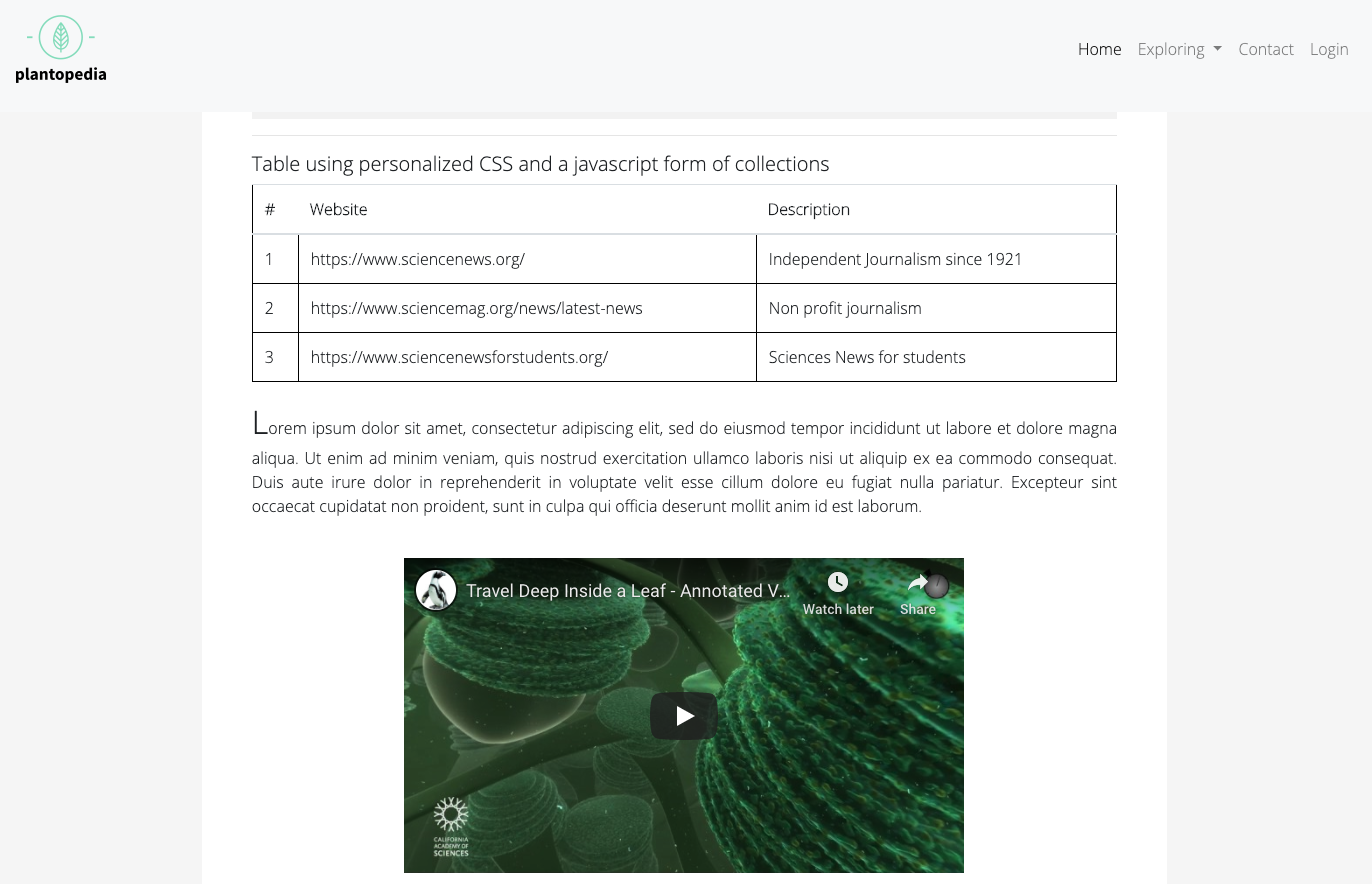 plantopedia
Home Exploring Contact Login
Table using personalized CSS and a javascript form of collections
# Website Description
1 https://www.sciencenews.org/ Independent Journalism since 1921
2 https://www.sciencemag.org/news/latest-news Non profit journalism
3 https://www.sciencenewsforstudents.org/ Sciences News for students
Lorem ipsum dolor sit amet, consectetur adipiscing elit, sed do eiusmod tempor incididunt ut labore et dolore magna
aliqua. Ut enim ad minim veniam, quis nostrud exercitation ullamco laboris nisi ut aliquip ex ea commodo consequat.
Duis aute irure dolor in reprehenderit in voluptate velit esse cillum dolore eu fugiat nulla pariatur. Excepteur sint
occaecat cupidatat non proident, sunt in culpa qui officia deserunt mollit anim id est laborum.
Travel Deep Inside a Leaf - Annotated V...
Watch later Share
CALIFORNIA
ACADEMY OF
SCIENCES